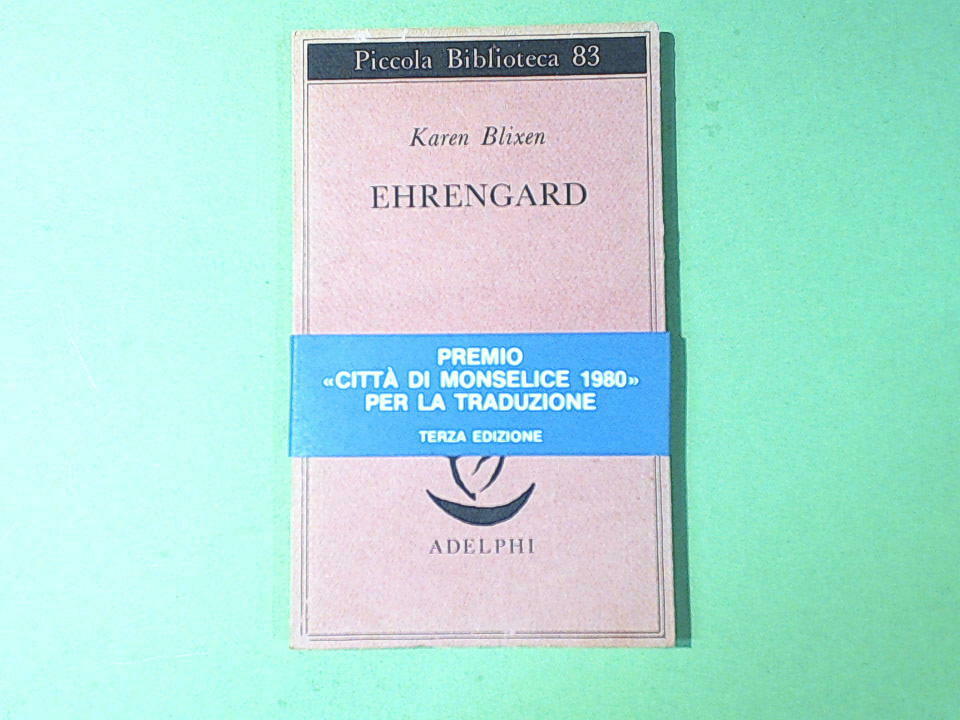 Piccola Biblioteca 83
Karen Blixen
EHRENGARD
PREMIO
«CITTÀ DI MONSELICE 1980»
PER LA TRADUZIONE
TERZA EDIZIONE
ADELPHI